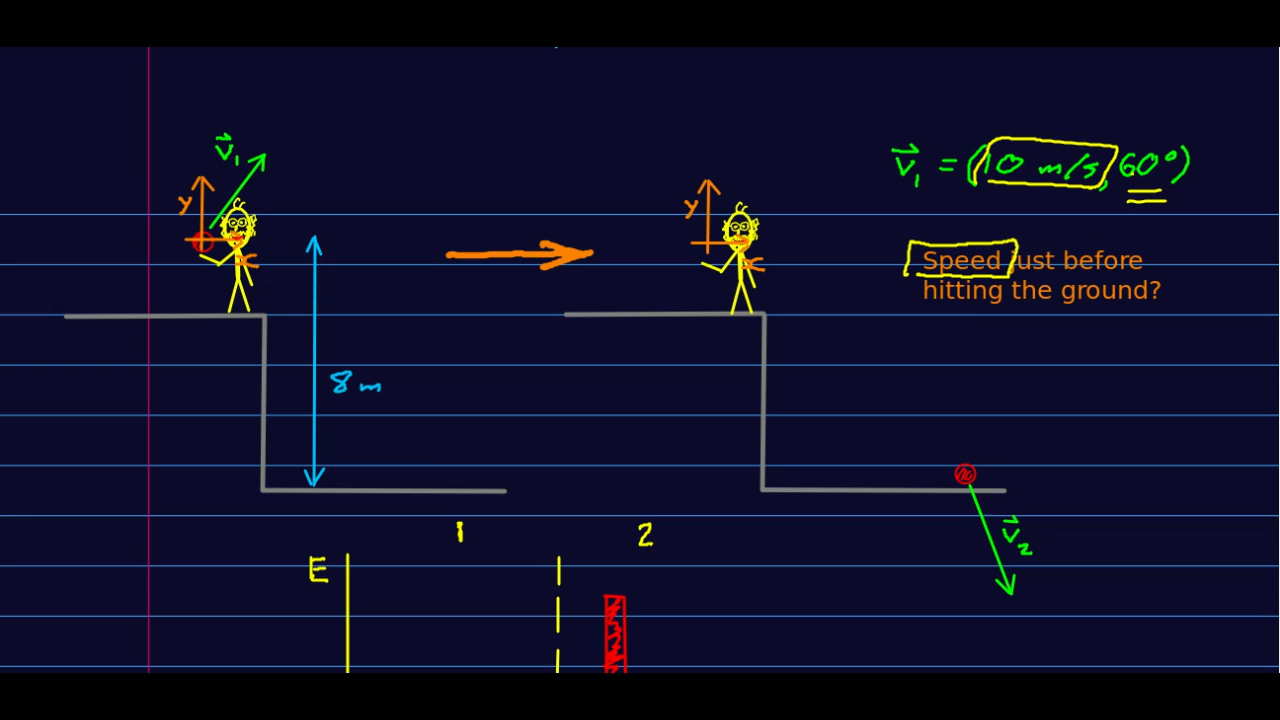 v₁
y
x
y
x
v₁ = (10 m/s, 60°)
Speed just before
hitting the ground?
8 m
v₂
1 2
E